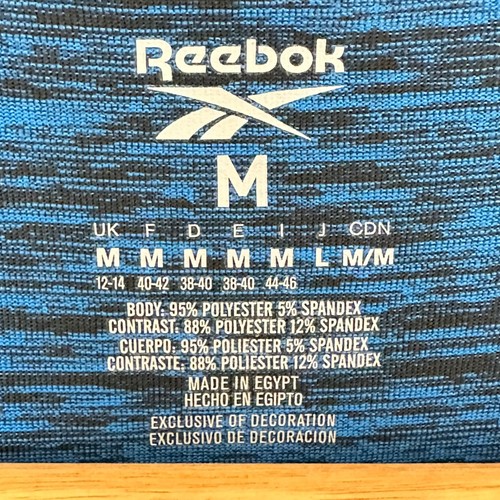 Reebok
M
UK F D E I J CDN
M M M M M L M/M
12-14 40-42 38-40 38-40 44-46
BODY: 95% POLYESTER 5% SPANDEX
CONTRAST: 88% POLYESTER 12% SPANDEX
CUERPO: 95% POLIESTER 5% SPANDEX
CONTRASTE: 88% POLIESTER 12% SPANDEX
MADE IN EGYPT
HECHO EN EGIPTO
EXCLUSIVE OF DECORATION
EXCLUSIVO DE DECORACION